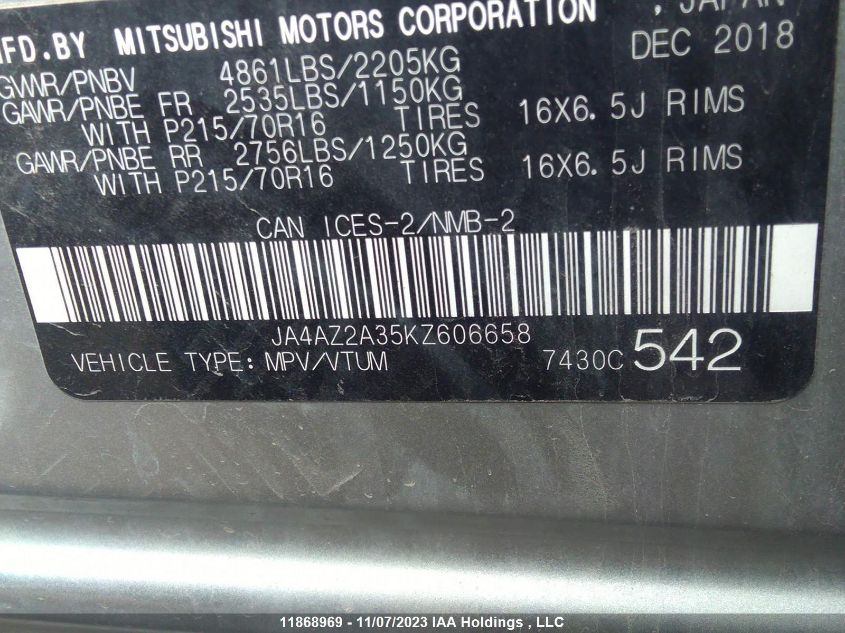 MFD.BY MITSUBISHI MOTORS CORPORATION , JAPAN
DEC 2018
GVWR/PNBV 4861LBS/2205KG
GAWR/PNBE FR 2535LBS/1150KG
WITH P215/70R16 TIRES 16X6.5J RIMS
GAWR/PNBE RR 2756LBS/1250KG
WITH P215/70R16 TIRES 16X6.5J RIMS
CAN ICES-2/NMB-2
JA4AZ2A35KZ606658
VEHICLE TYPE: MPV/VTUM 7430C 542
11868969 - 11/07/2023 IAA Holdings , LLC